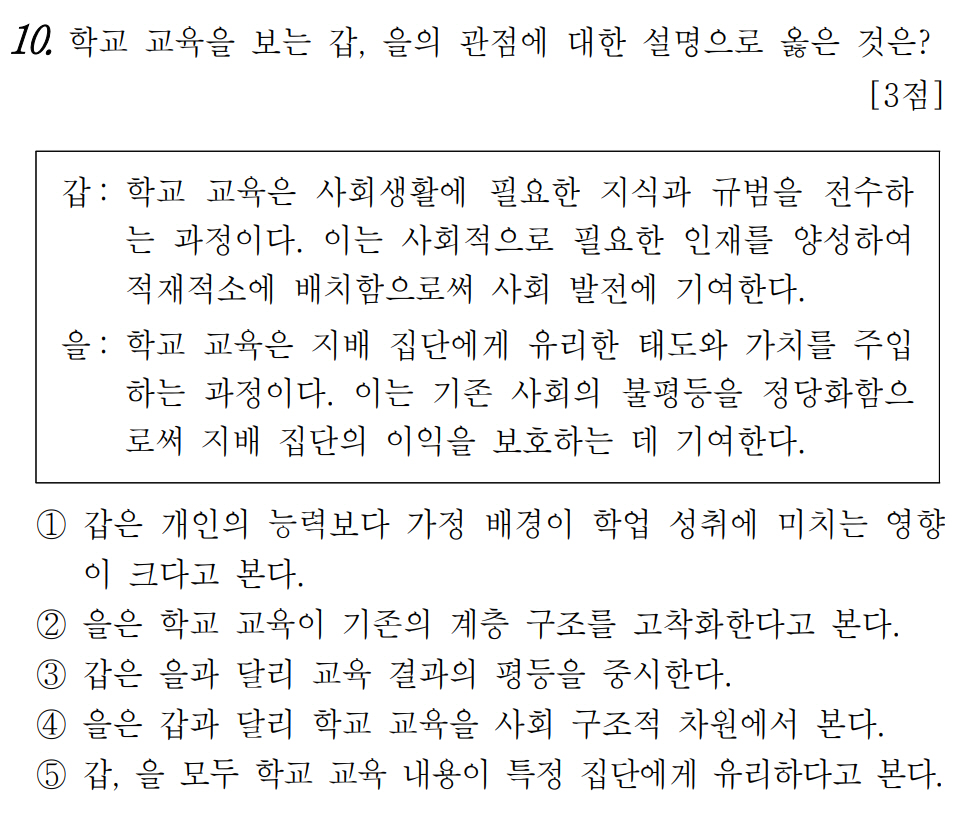 10. 학교 교육을 보는 갑, 을의 관점에 대한 설명으로 옳은 것은?
[3점]
갑: 학교 교육은 사회생활에 필요한 지식과 규범을 전수하
는 과정이다. 이는 사회적으로 필요한 인재를 양성하여
적재적소에 배치함으로써 사회 발전에 기여한다.
을: 학교 교육은 지배 집단에게 유리한 태도와 가치를 주입
하는 과정이다. 이는 기존 사회의 불평등을 정당화함으
로써 지배 집단의 이익을 보호하는 데 기여한다.
① 갑은 개인의 능력보다 가정 배경이 학업 성취에 미치는 영향
이 크다고 본다.
② 을은 학교 교육이 기존의 계층 구조를 고착화한다고 본다.
③ 갑은 을과 달리 교육 결과의 평등을 중시한다.
④ 을은 갑과 달리 학교 교육을 사회 구조적 차원에서 본다.
⑤ 갑, 을 모두 학교 교육 내용이 특정 집단에게 유리하다고 본다.